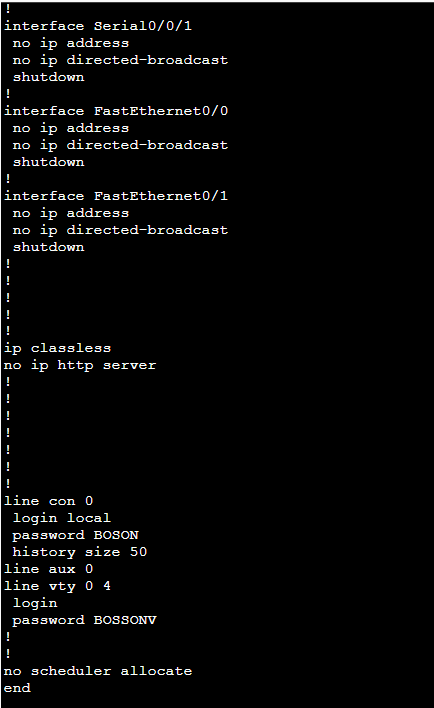 !
interface Serial0/0/1
 no ip address
 no ip directed-broadcast
 shutdown
!
interface FastEthernet0/0
 no ip address
 no ip directed-broadcast
 shutdown
!
interface FastEthernet0/1
 no ip address
 no ip directed-broadcast
 shutdown
!
!
!
!
!
ip classless
no ip http server
!
!
!
!
!
!
!
line con 0
 login local
 password BOSON
 history size 50
line aux 0
line vty 0 4
 login
 password BOSSONV
!
!
no scheduler allocate
end